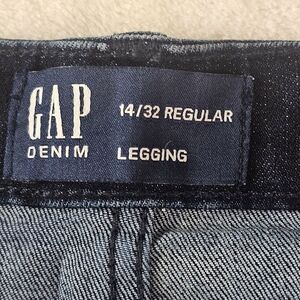 GAP
DENIM
14/32 REGULAR
LEGGING